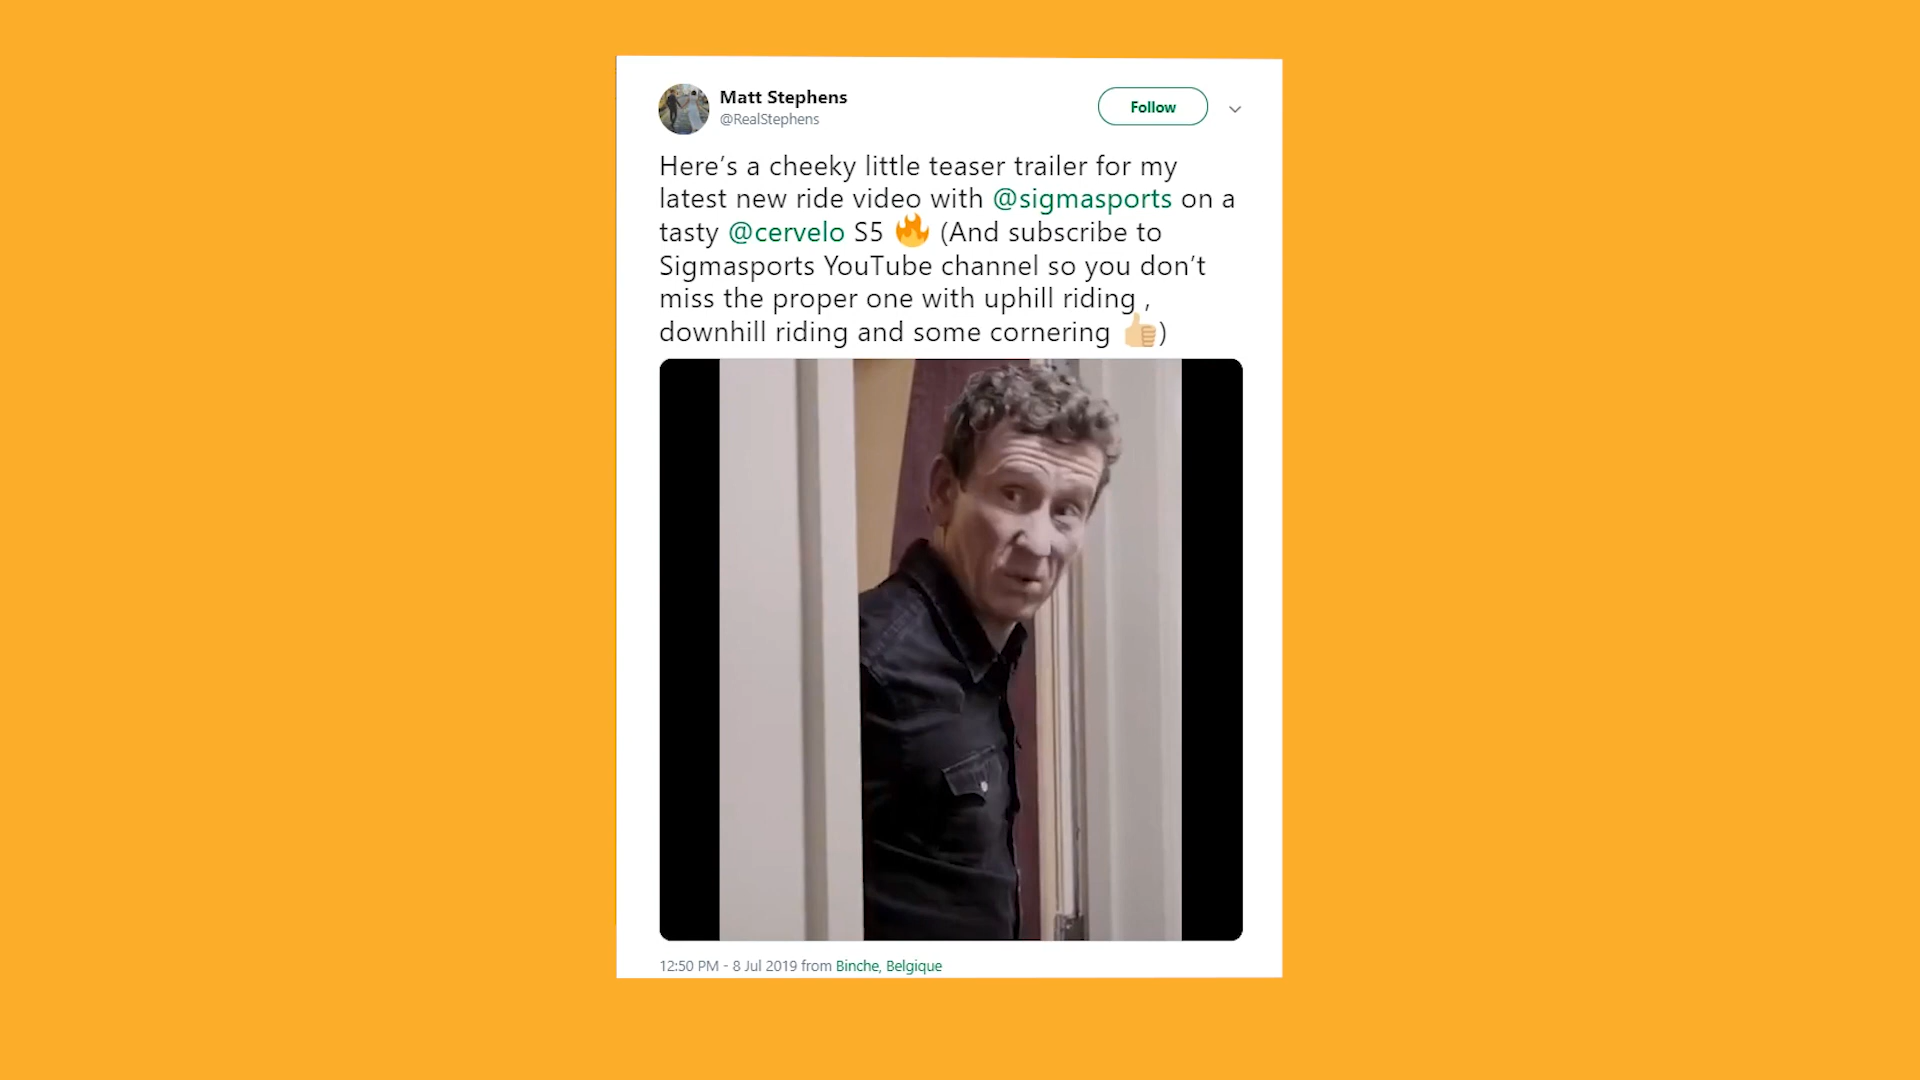 Matt Stephens
@RealStephens
Follow
Here’s a cheeky little teaser trailer for my
latest new ride video with @sigmasports on a
tasty @cervelo S5 🔥 (And subscribe to
Sigmasports YouTube channel so you don’t
miss the proper one with uphill riding ,
downhill riding and some cornering 👍🏼)
12:50 PM - 8 Jul 2019 from Binche, Belgique